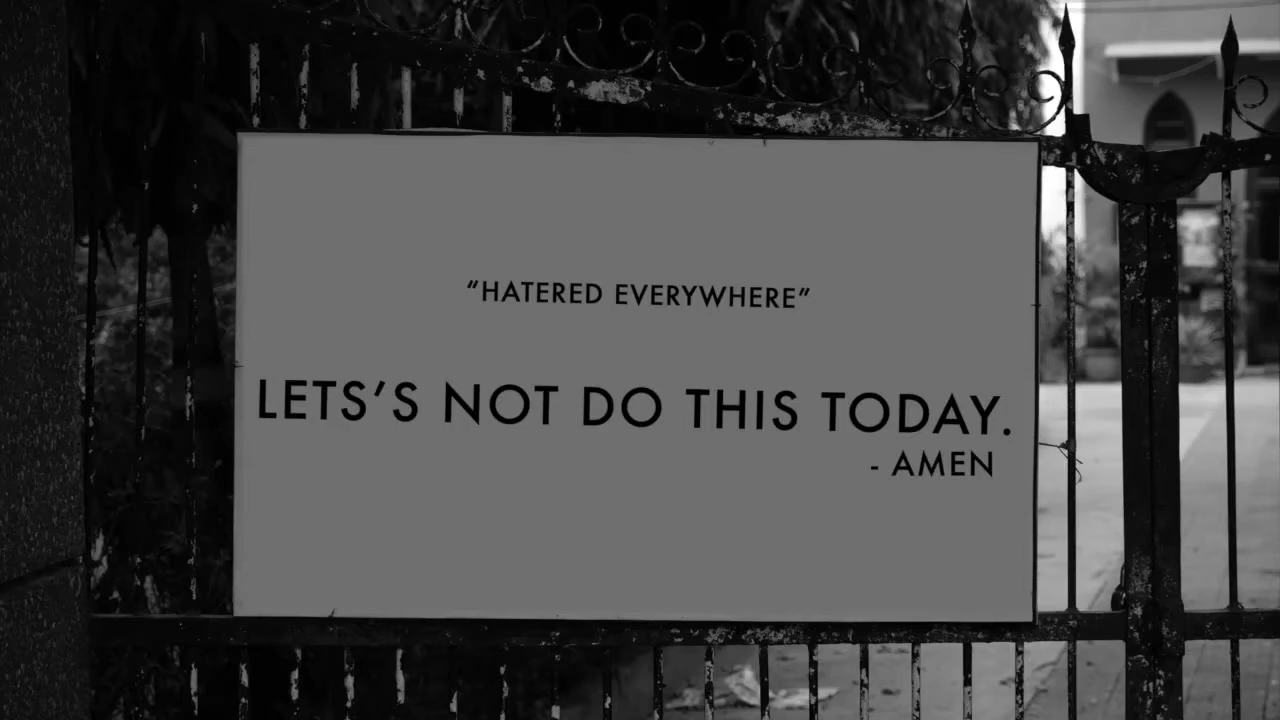 “HATERED EVERYWHERE”
LETS’S NOT DO THIS TODAY.
- AMEN